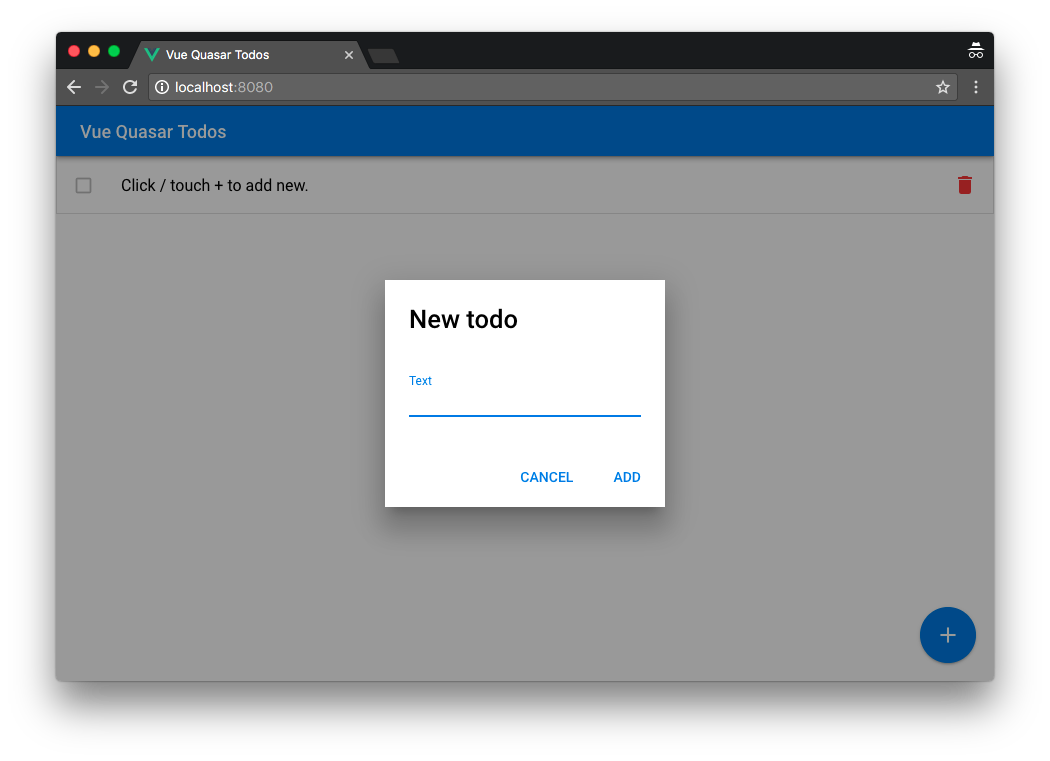 Vue Quasar Todos
localhost:8080
Vue Quasar Todos
Click / touch + to add new.
New todo
Text
CANCEL ADD